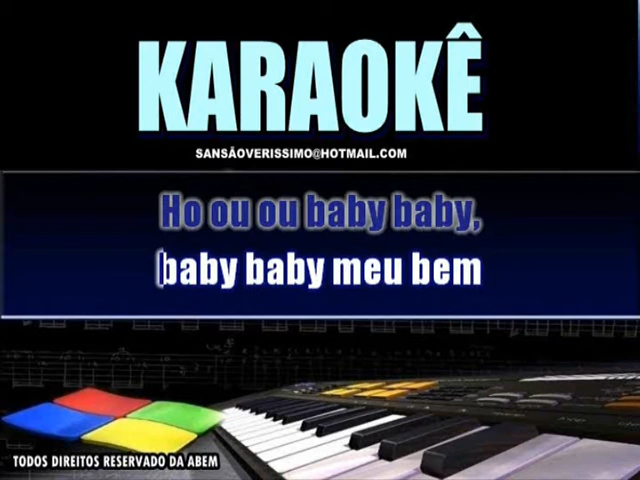 KARAOKÊ
SANSÃOVERISSIMO@HOTMAIL.COM
Ho ou ou baby baby,
baby baby meu bem
TODOS DIREITOS RESERVADO DA ABEM